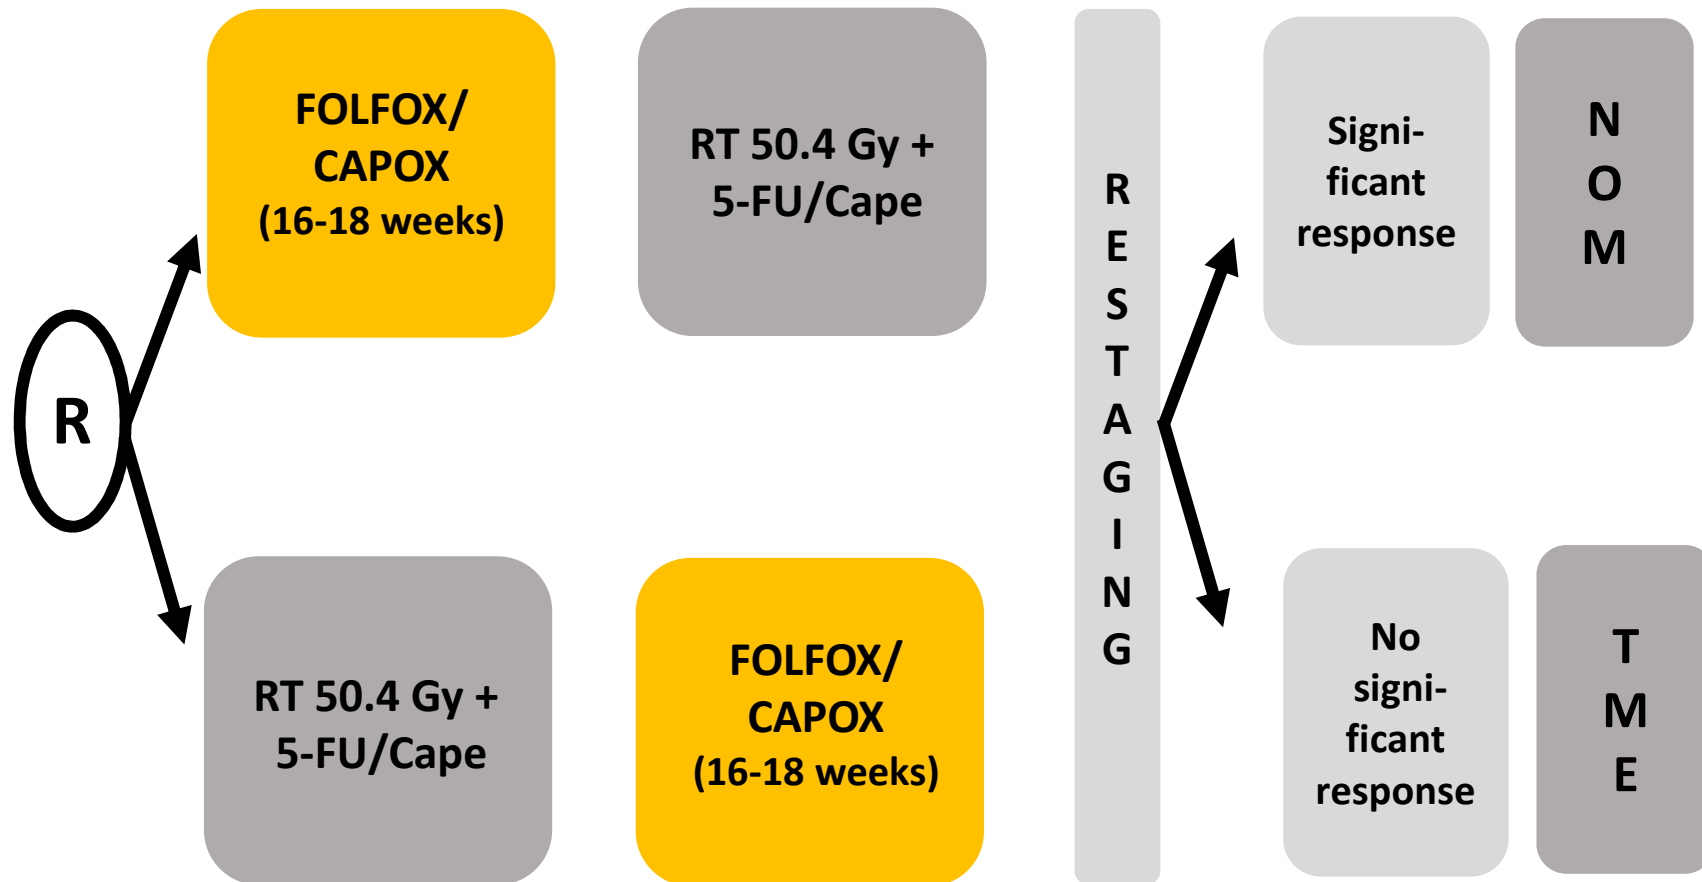 R
FOLFOX/
CAPOX
(16-18 weeks)
RT 50.4 Gy +
5-FU/Cape
RT 50.4 Gy +
5-FU/Cape
FOLFOX/
CAPOX
(16-18 weeks)
R
E
S
T
A
G
I
N
G
Signi-
ficant
response
N
O
M
No
signi-
ficant
response
T
M
E